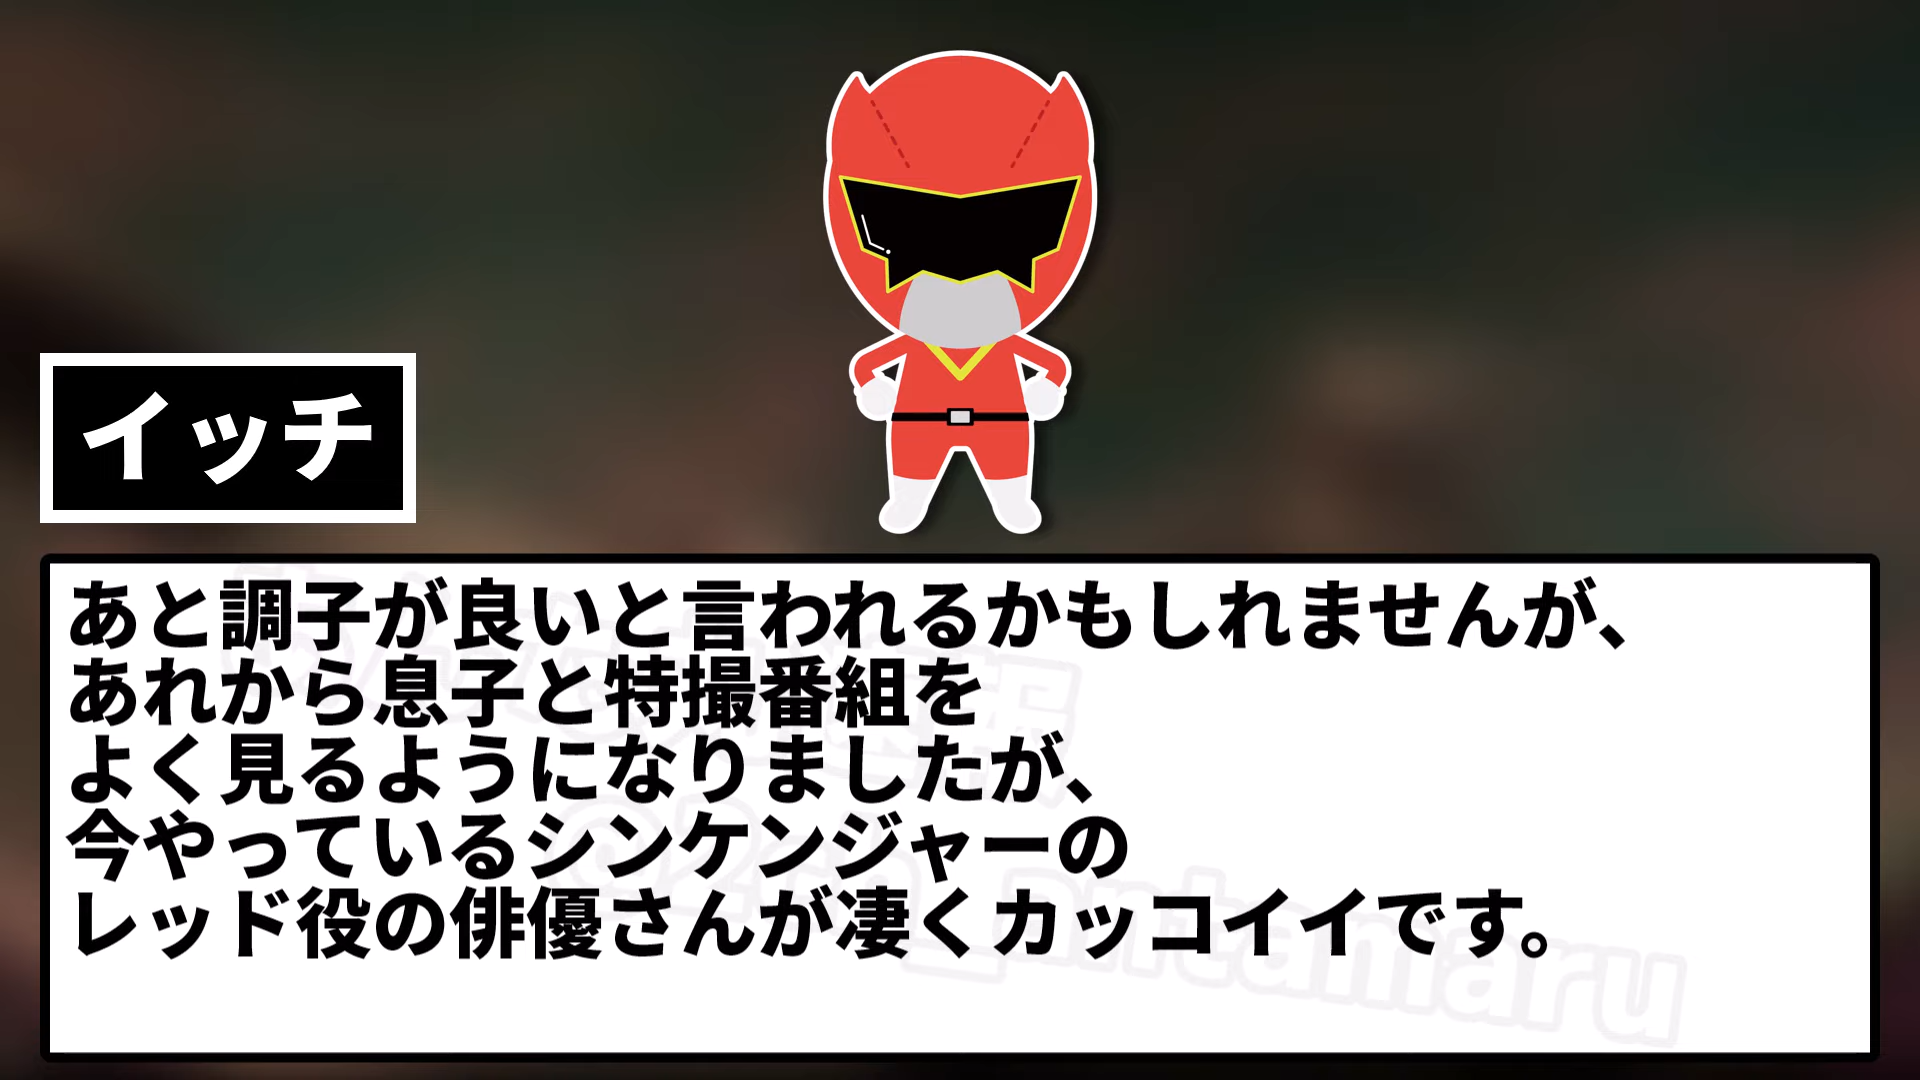 イッチ
あと調子が良いと言われるかもしれませんが、
あれから息子と特撮番組を
よく見るようになりましたが、
今やっているシンケンジャーの
レッド役の俳優さんが凄くカッコイイです。